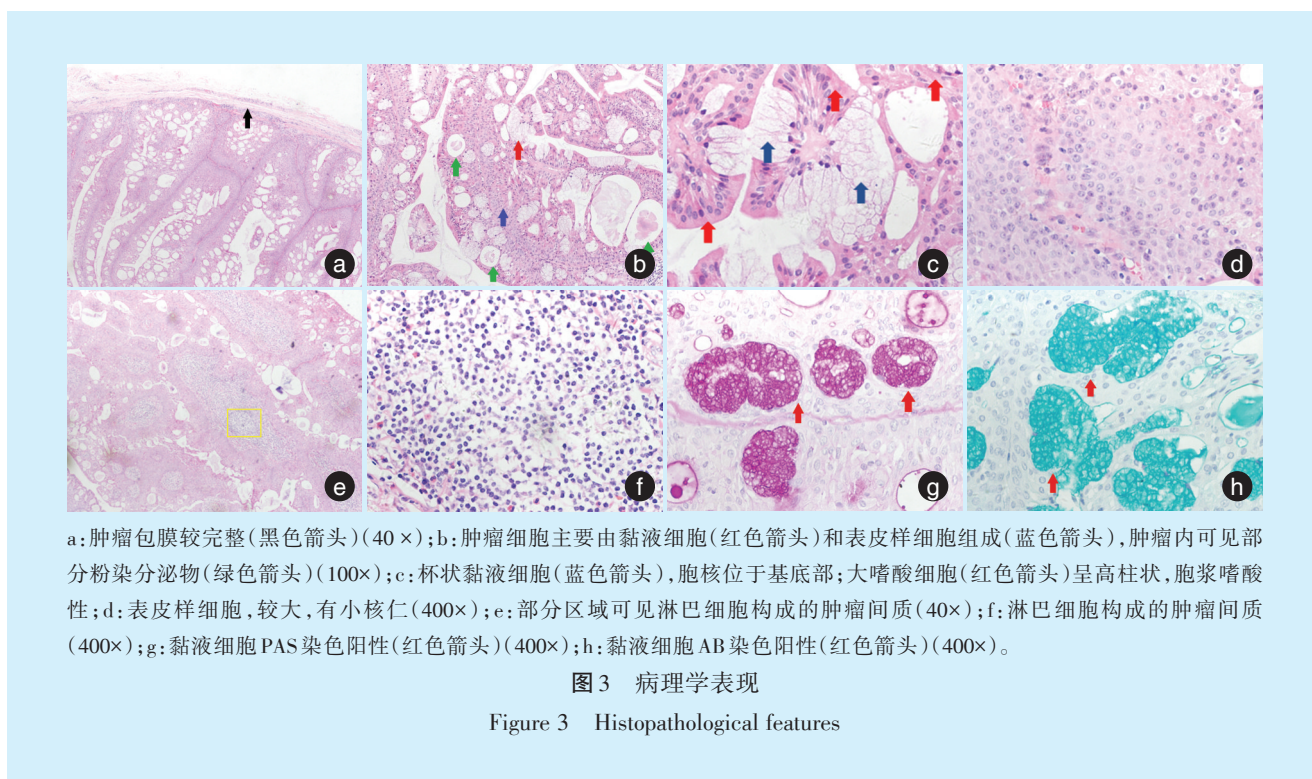 a
b
c
d
e
f
g
h
a:肿瘤包膜较完整(黑色箭头)(40×);b:肿瘤细胞主要由黏液细胞(红色箭头)和表皮样细胞组成(蓝色箭头),肿瘤内可见部
分粉染分泌物(绿色箭头)(100×);c:杯状黏液细胞(蓝色箭头),胞核位于基底部;大嗜酸细胞(红色箭头)呈高柱状,胞浆嗜酸
性;d:表皮样细胞,较大,有小核仁(400×);e:部分区域可见淋巴细胞构成的肿瘤间质(40×);f:淋巴细胞构成的肿瘤间质
(400×);g:黏液细胞PAS染色阳性(红色箭头)(400×);h:黏液细胞AB染色阳性(红色箭头)(400×)。
图3 病理学表现
Figure 3 Histopathological features